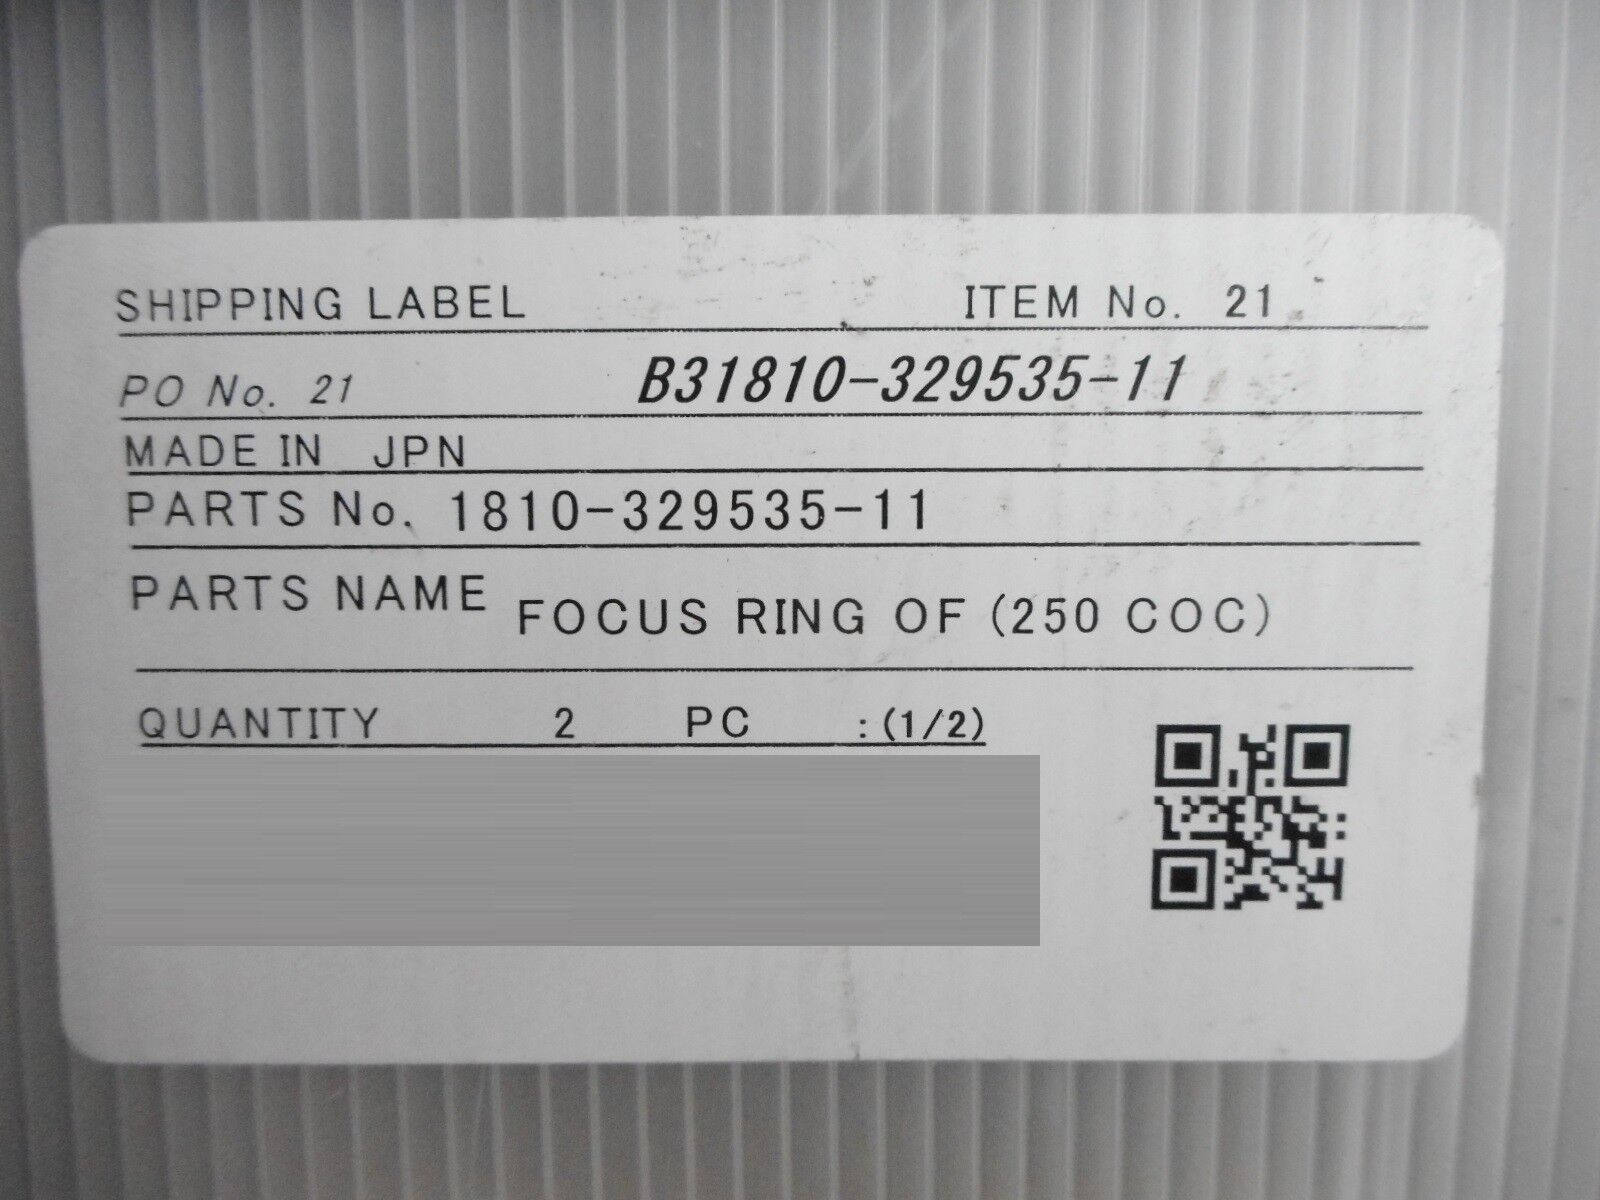 SHIPPING LABEL ITEM No. 21
PO No. 21 B31810-329535-11
MADE IN JPN
PARTS No. 1810-329535-11
PARTS NAME FOCUS RING OF (250 COC)
QUANTITY 2 PC :(1/2)